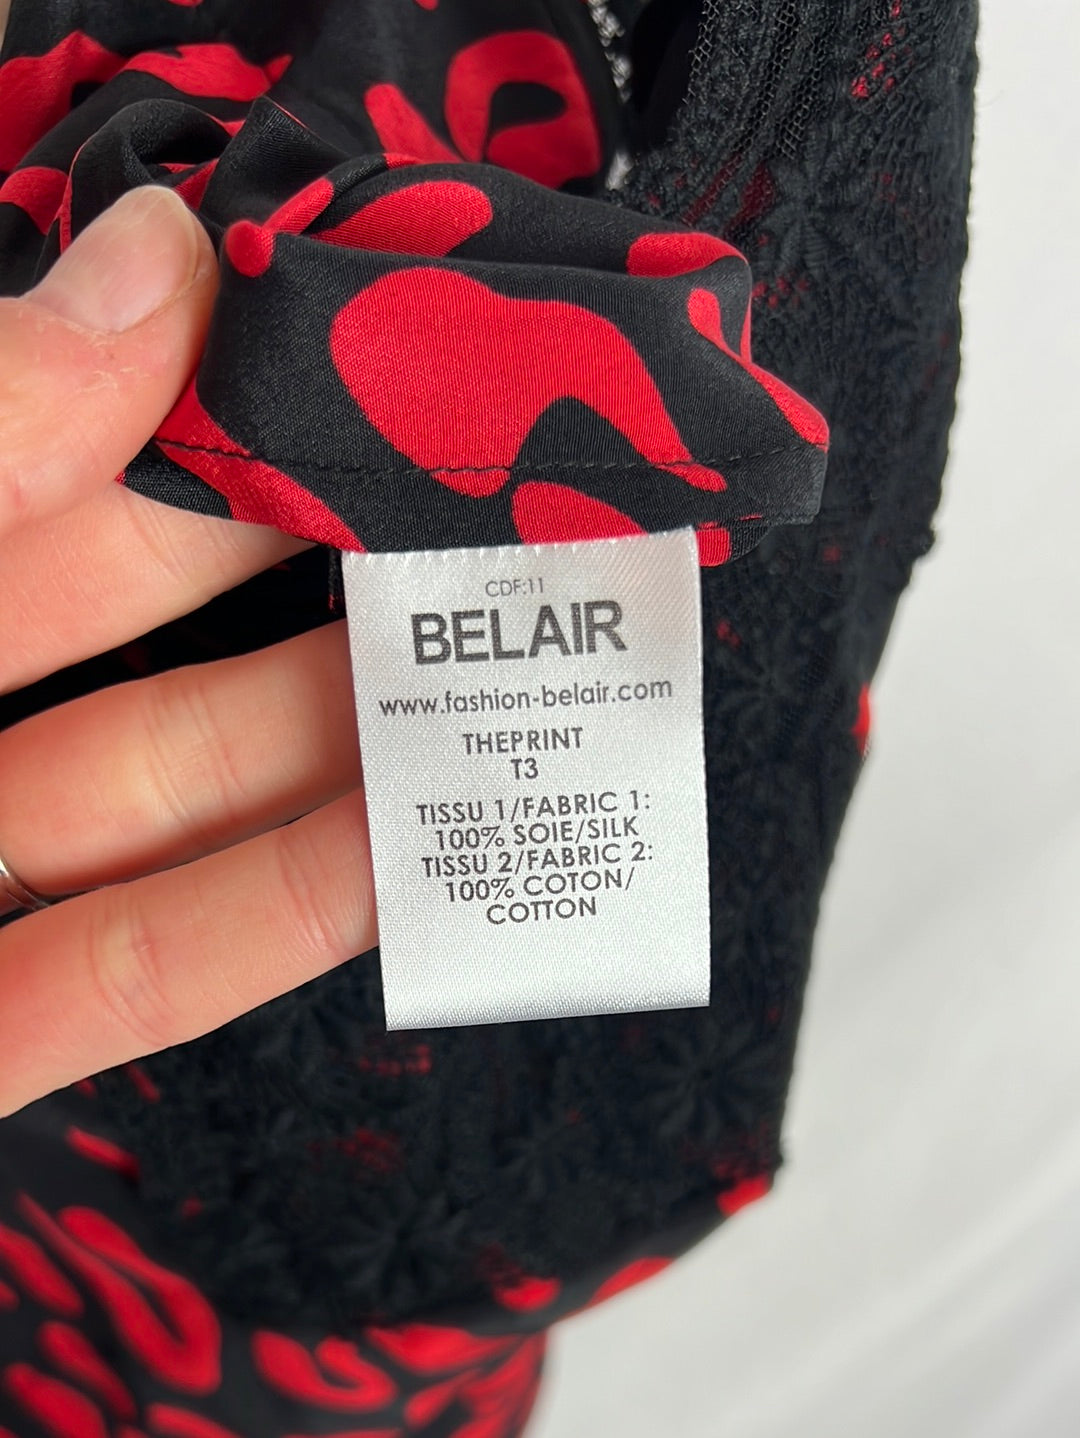 CDF:11
BELAIR
www.fashion-belair.com
THEPRINT
T3
TISSU 1/FABRIC 1:
100% SOIE/SILK
TISSU 2/FABRIC 2:
100% COTON/
COTTON